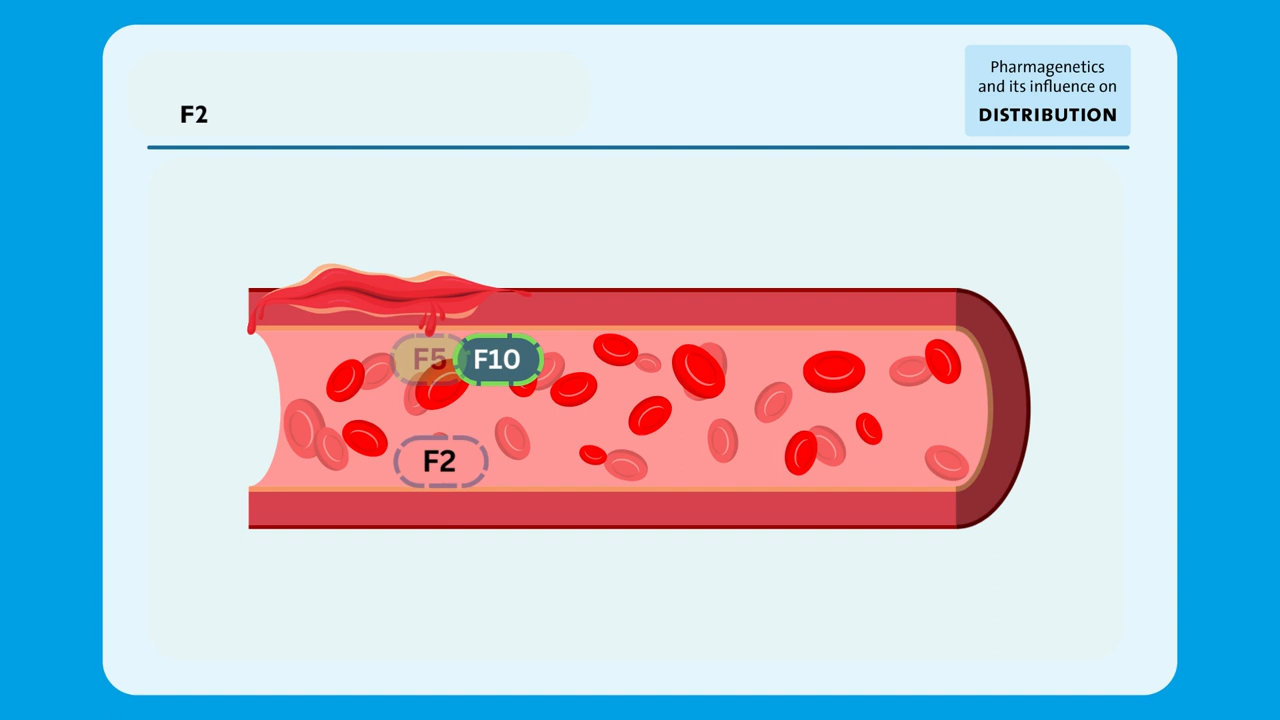 F2
Pharmagenetics
and its influence on
DISTRIBUTION
F5
F10
F2